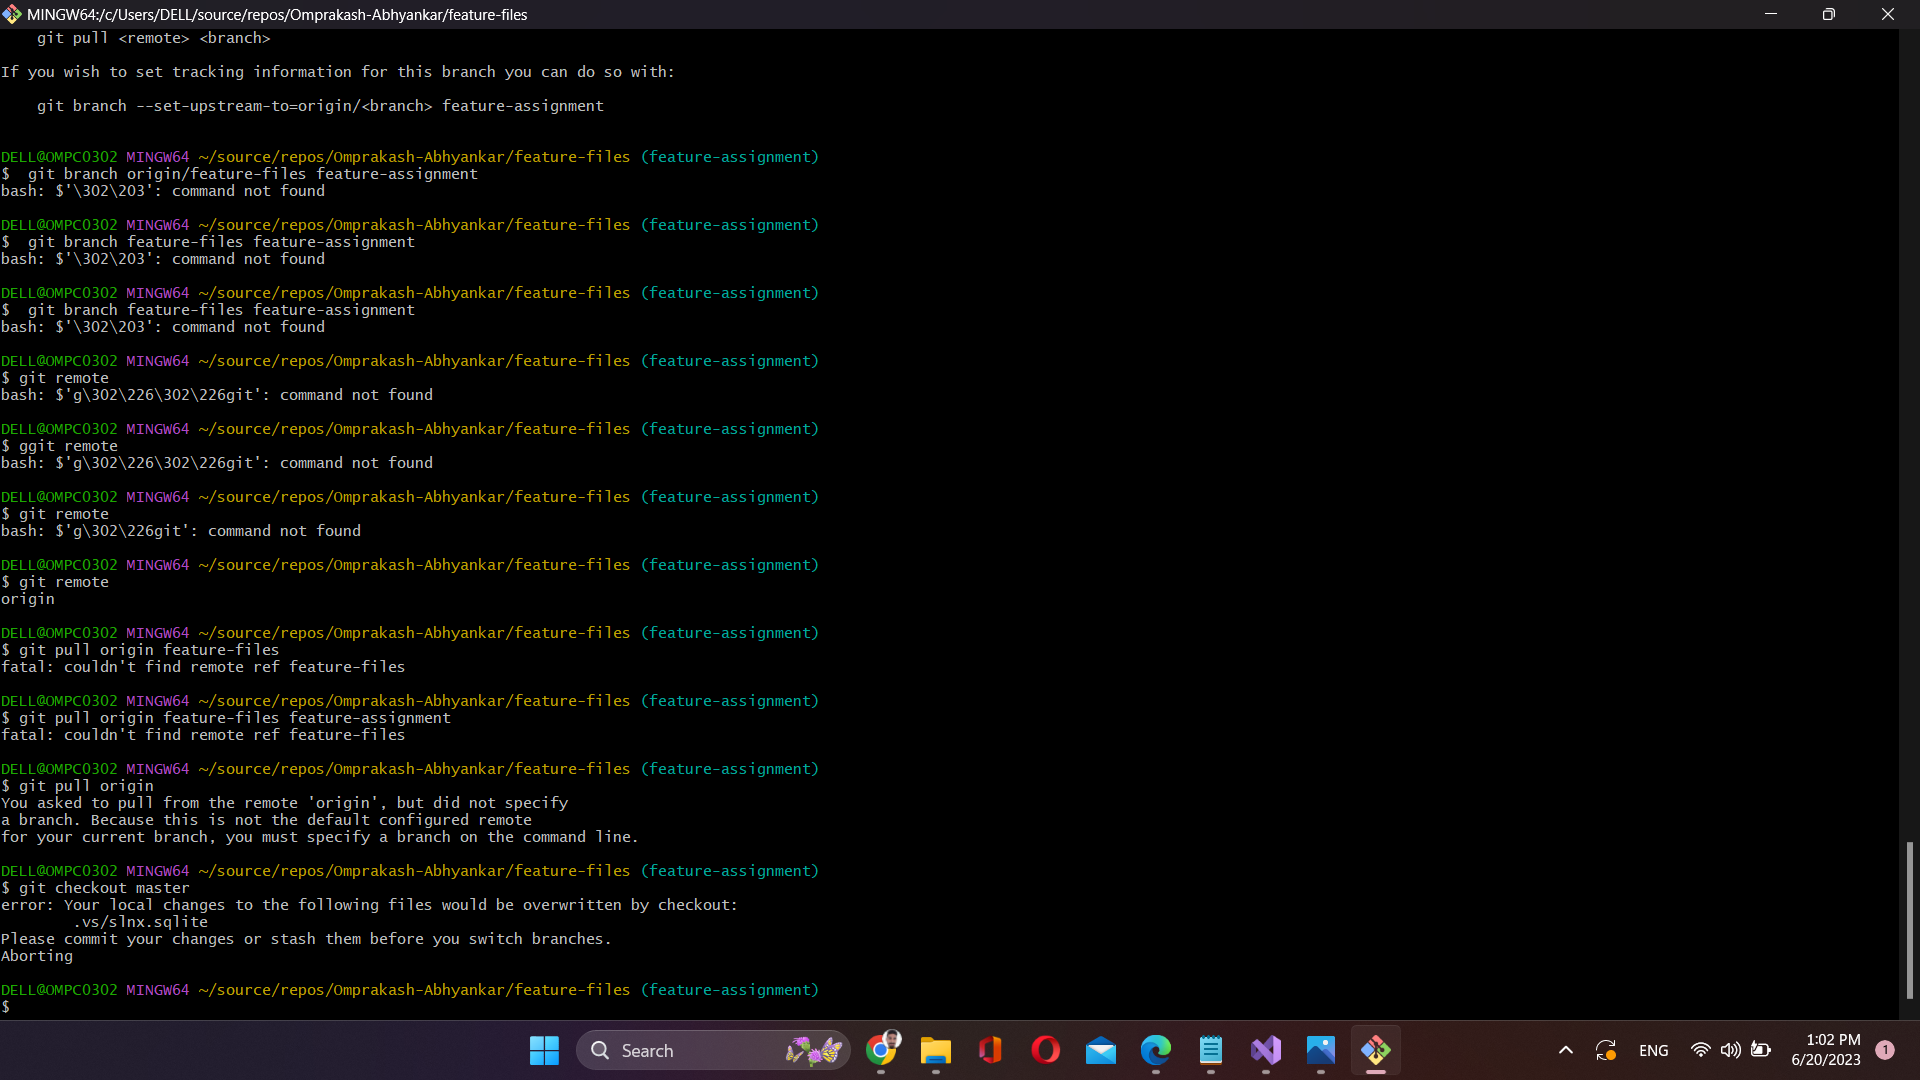 MINGW64:/c/Users/DELL/source/repos/Omprakash-Abhyankar/feature-files
    git pull <remote> <branch>
If you wish to set tracking information for this branch you can do so with:
    git branch --set-upstream-to=origin/<branch> feature-assignment
DELL@OMPC0302 MINGW64 ~/source/repos/Omprakash-Abhyankar/feature-files (feature-assignment)
$  git branch origin/feature-files feature-assignment
bash: $'\302\203': command not found
DELL@OMPC0302 MINGW64 ~/source/repos/Omprakash-Abhyankar/feature-files (feature-assignment)
$  git branch feature-files feature-assignment
bash: $'\302\203': command not found
DELL@OMPC0302 MINGW64 ~/source/repos/Omprakash-Abhyankar/feature-files (feature-assignment)
$  git branch feature-files feature-assignment
bash: $'\302\203': command not found
DELL@OMPC0302 MINGW64 ~/source/repos/Omprakash-Abhyankar/feature-files (feature-assignment)
$ git remote
bash: $'g\302\226\302\226git': command not found
DELL@OMPC0302 MINGW64 ~/source/repos/Omprakash-Abhyankar/feature-files (feature-assignment)
$ ggit remote
bash: $'g\302\226\302\226git': command not found
DELL@OMPC0302 MINGW64 ~/source/repos/Omprakash-Abhyankar/feature-files (feature-assignment)
$ git remote
bash: $'g\302\226git': command not found
DELL@OMPC0302 MINGW64 ~/source/repos/Omprakash-Abhyankar/feature-files (feature-assignment)
$ git remote
origin
DELL@OMPC0302 MINGW64 ~/source/repos/Omprakash-Abhyankar/feature-files (feature-assignment)
$ git pull origin feature-files
fatal: couldn't find remote ref feature-files
DELL@OMPC0302 MINGW64 ~/source/repos/Omprakash-Abhyankar/feature-files (feature-assignment)
$ git pull origin feature-files feature-assignment
fatal: couldn't find remote ref feature-files
DELL@OMPC0302 MINGW64 ~/source/repos/Omprakash-Abhyankar/feature-files (feature-assignment)
$ git pull origin
You asked to pull from the remote 'origin', but did not specify
a branch. Because this is not the default configured remote
for your current branch, you must specify a branch on the command line.
DELL@OMPC0302 MINGW64 ~/source/repos/Omprakash-Abhyankar/feature-files (feature-assignment)
$ git checkout master
error: Your local changes to the following files would be overwritten by checkout:
        .vs/slnx.sqlite
Please commit your changes or stash them before you switch branches.
Aborting
DELL@OMPC0302 MINGW64 ~/source/repos/Omprakash-Abhyankar/feature-files (feature-assignment)
$
Search
ENG
1:02 PM
6/20/2023
1